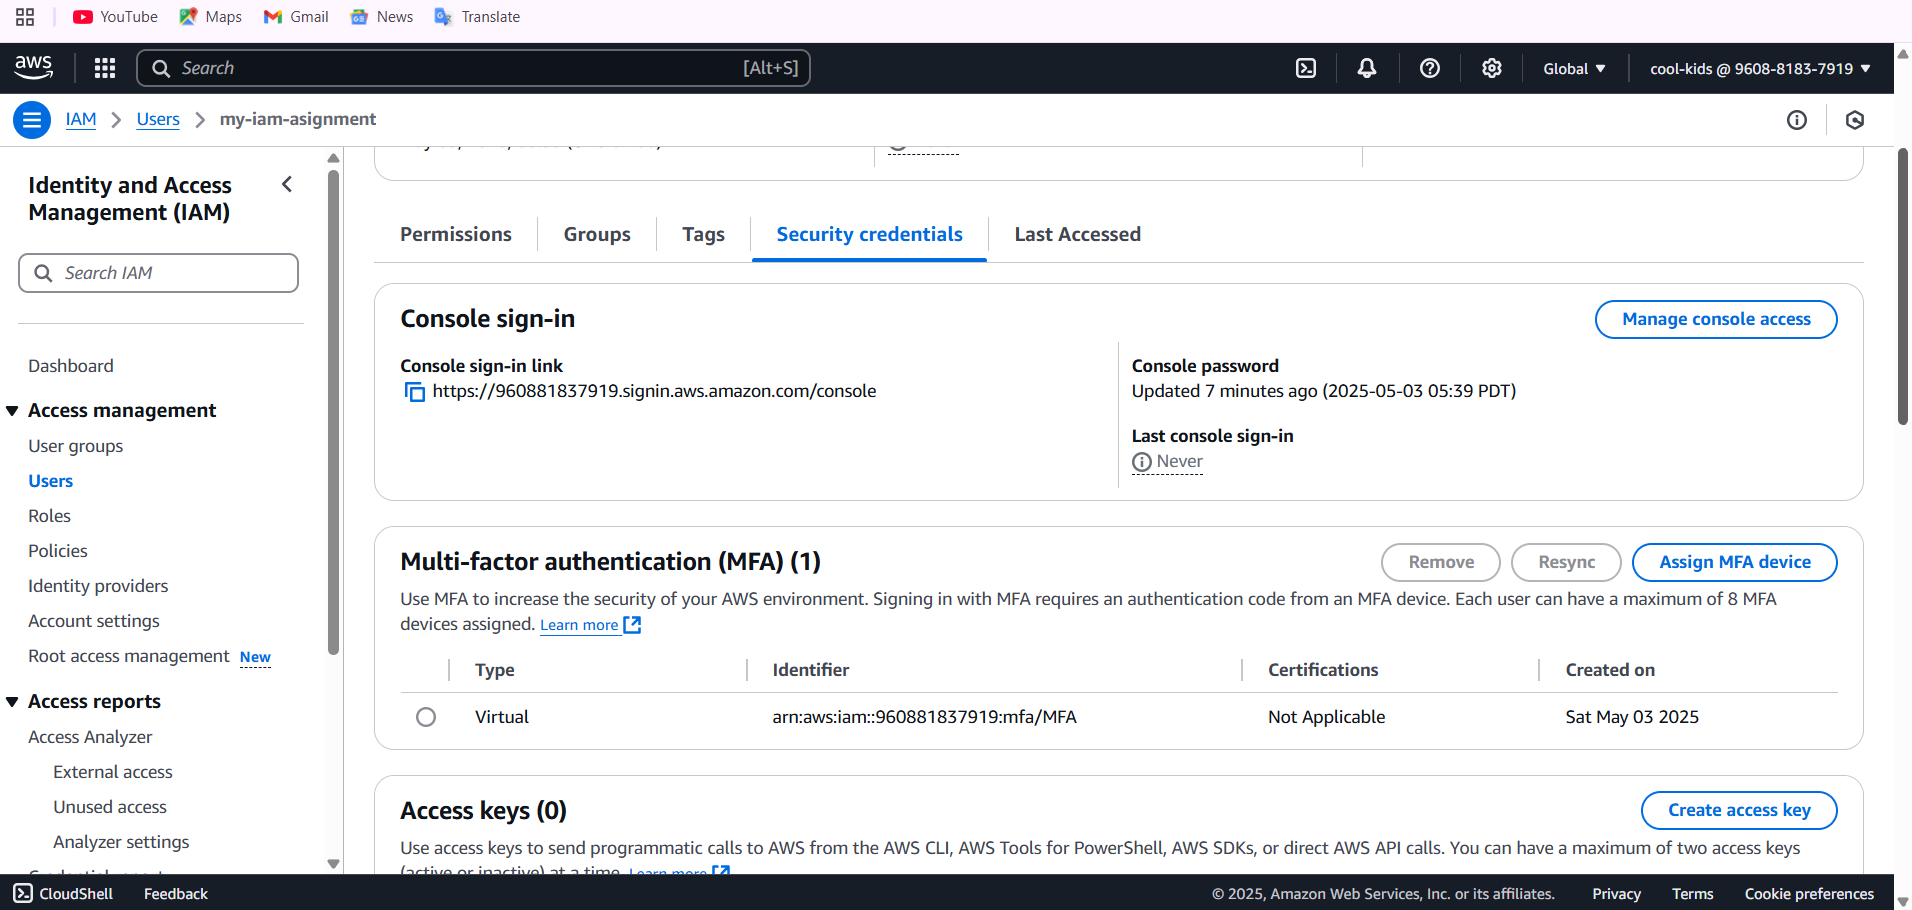 YouTube Maps Gmail News Translate
aws Search [Alt+S] Global cool-kids @ 9608-8183-7919
IAM Users my-iam-asignment
Identity and Access
Management (IAM)
Search IAM
Dashboard
Access management
User groups
Users
Roles
Policies
Identity providers
Account settings
Root access management New
Access reports
Access Analyzer
External access
Unused access
Analyzer settings
Permissions Groups Tags Security credentials Last Accessed
Console sign-in Manage console access
Console sign-in link
https://960881837919.signin.aws.amazon.com/console
Console password
Updated 7 minutes ago (2025-05-03 05:39 PDT)
Last console sign-in
Never
Multi-factor authentication (MFA) (1) Remove Resync Assign MFA device
Use MFA to increase the security of your AWS environment. Signing in with MFA requires an authentication code from an MFA device. Each user can have a maximum of 8 MFA
devices assigned. Learn more
Type Identifier Certifications Created on
Virtual arn:aws:iam::960881837919:mfa/MFA Not Applicable Sat May 03 2025
Access keys (0) Create access key
Use access keys to send programmatic calls to AWS from the AWS CLI, AWS Tools for PowerShell, AWS SDKs, or direct AWS API calls. You can have a maximum of two access keys
(active or inactive) at a time. Learn more
CloudShell Feedback © 2025, Amazon Web Services, Inc. or its affiliates. Privacy Terms Cookie preferences